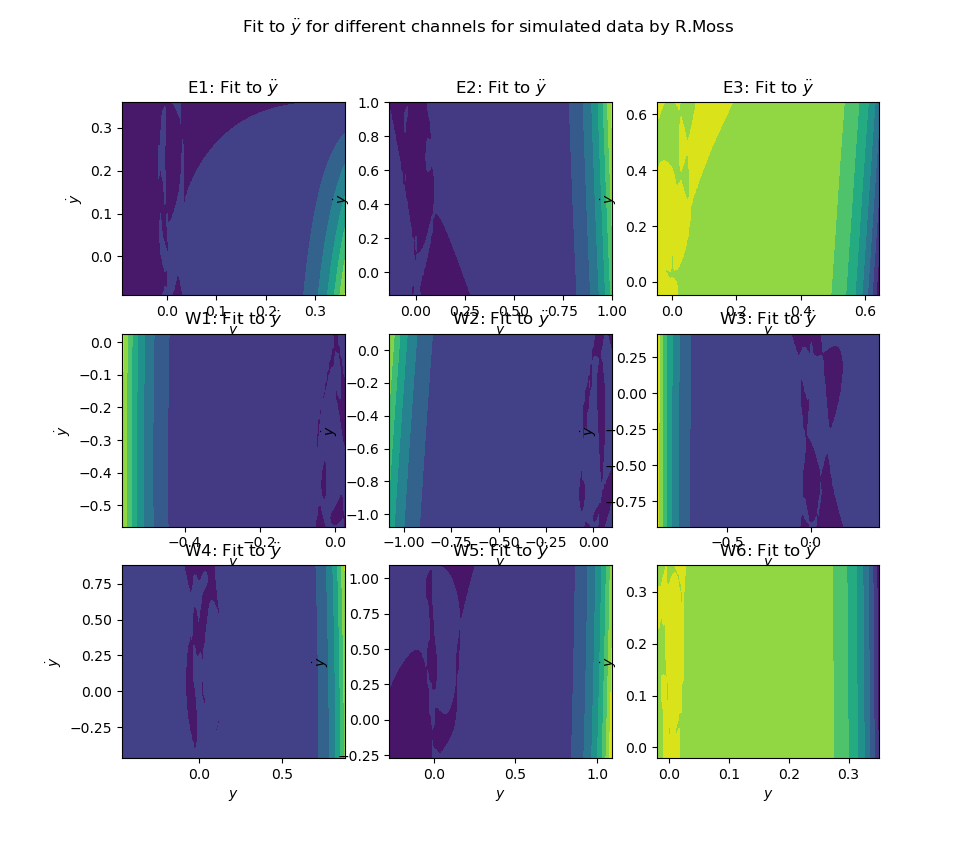 Fit to ÿ for different channels for simulated data by R.Moss
E1: Fit to ÿ
E2: Fit to ÿ
E3: Fit to ÿ
0.3
0.2
0.1
0.0
ẏ
0.0 0.1 0.2 0.3
y
1.0
0.8
0.6
0.4
0.2
0.0
ẏ
0.00 0.25 0.50 0.75 1.00
y
0.6
0.4
0.2
0.0
ẏ
0.0 0.2 0.4 0.6
y
W1: Fit to ÿ
W2: Fit to ÿ
W3: Fit to ÿ
0.0
−0.1
−0.2
−0.3
−0.4
−0.5
ẏ
−0.4 −0.2 0.0
y
0.0
−0.2
−0.4
−0.6
−0.8
−1.0
ẏ
−1.00 −0.75 −0.50 −0.25 0.00
y
0.25
0.00
−0.25
−0.50
−0.75
ẏ
−0.5 0.0
y
W4: Fit to ÿ
W5: Fit to ÿ
W6: Fit to ÿ
0.75
0.50
0.25
0.00
−0.25
ẏ
0.0 0.5
y
1.00
0.75
0.50
0.25
0.00
−0.25
ẏ
0.0 0.5 1.0
y
0.3
0.2
0.1
0.0
ẏ
0.0 0.1 0.2 0.3
y